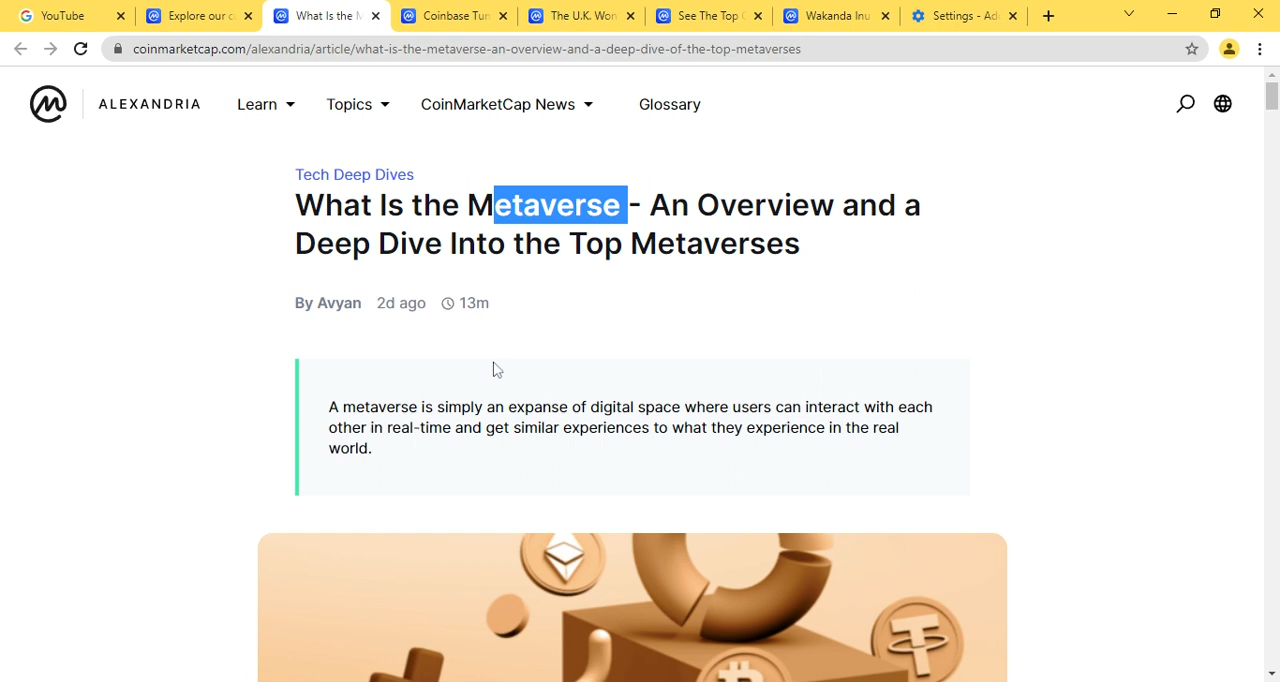 YouTube
Explore our c
What Is the M
Coinbase Tur
The U.K. Won
See The Top C
Wakanda Inu
Settings - Ad
coinmarketcap.com/alexandria/article/what-is-the-metaverse-an-overview-and-a-deep-dive-of-the-top-metaverses
ALEXANDRIA
Learn
Topics
CoinMarketCap News
Glossary
Tech Deep Dives
What Is the Metaverse - An Overview and a
Deep Dive Into the Top Metaverses
By Avyan 2d ago 13m
A metaverse is simply an expanse of digital space where users can interact with each
other in real-time and get similar experiences to what they experience in the real
world.